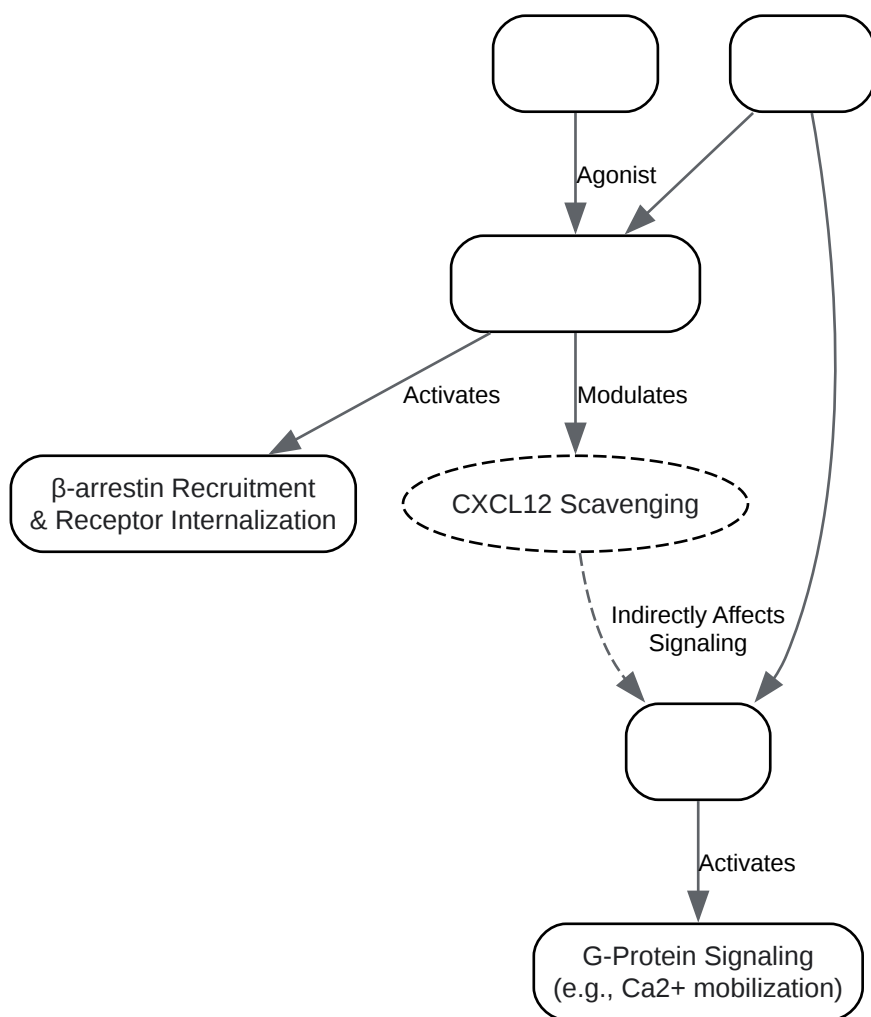 Agonist
Activates
Modulates
β-arrestin Recruitment
& Receptor Internalization
CXCL12 Scavenging
Indirectly Affects
Signaling
Activates
G-Protein Signaling
(e.g., Ca2+ mobilization)